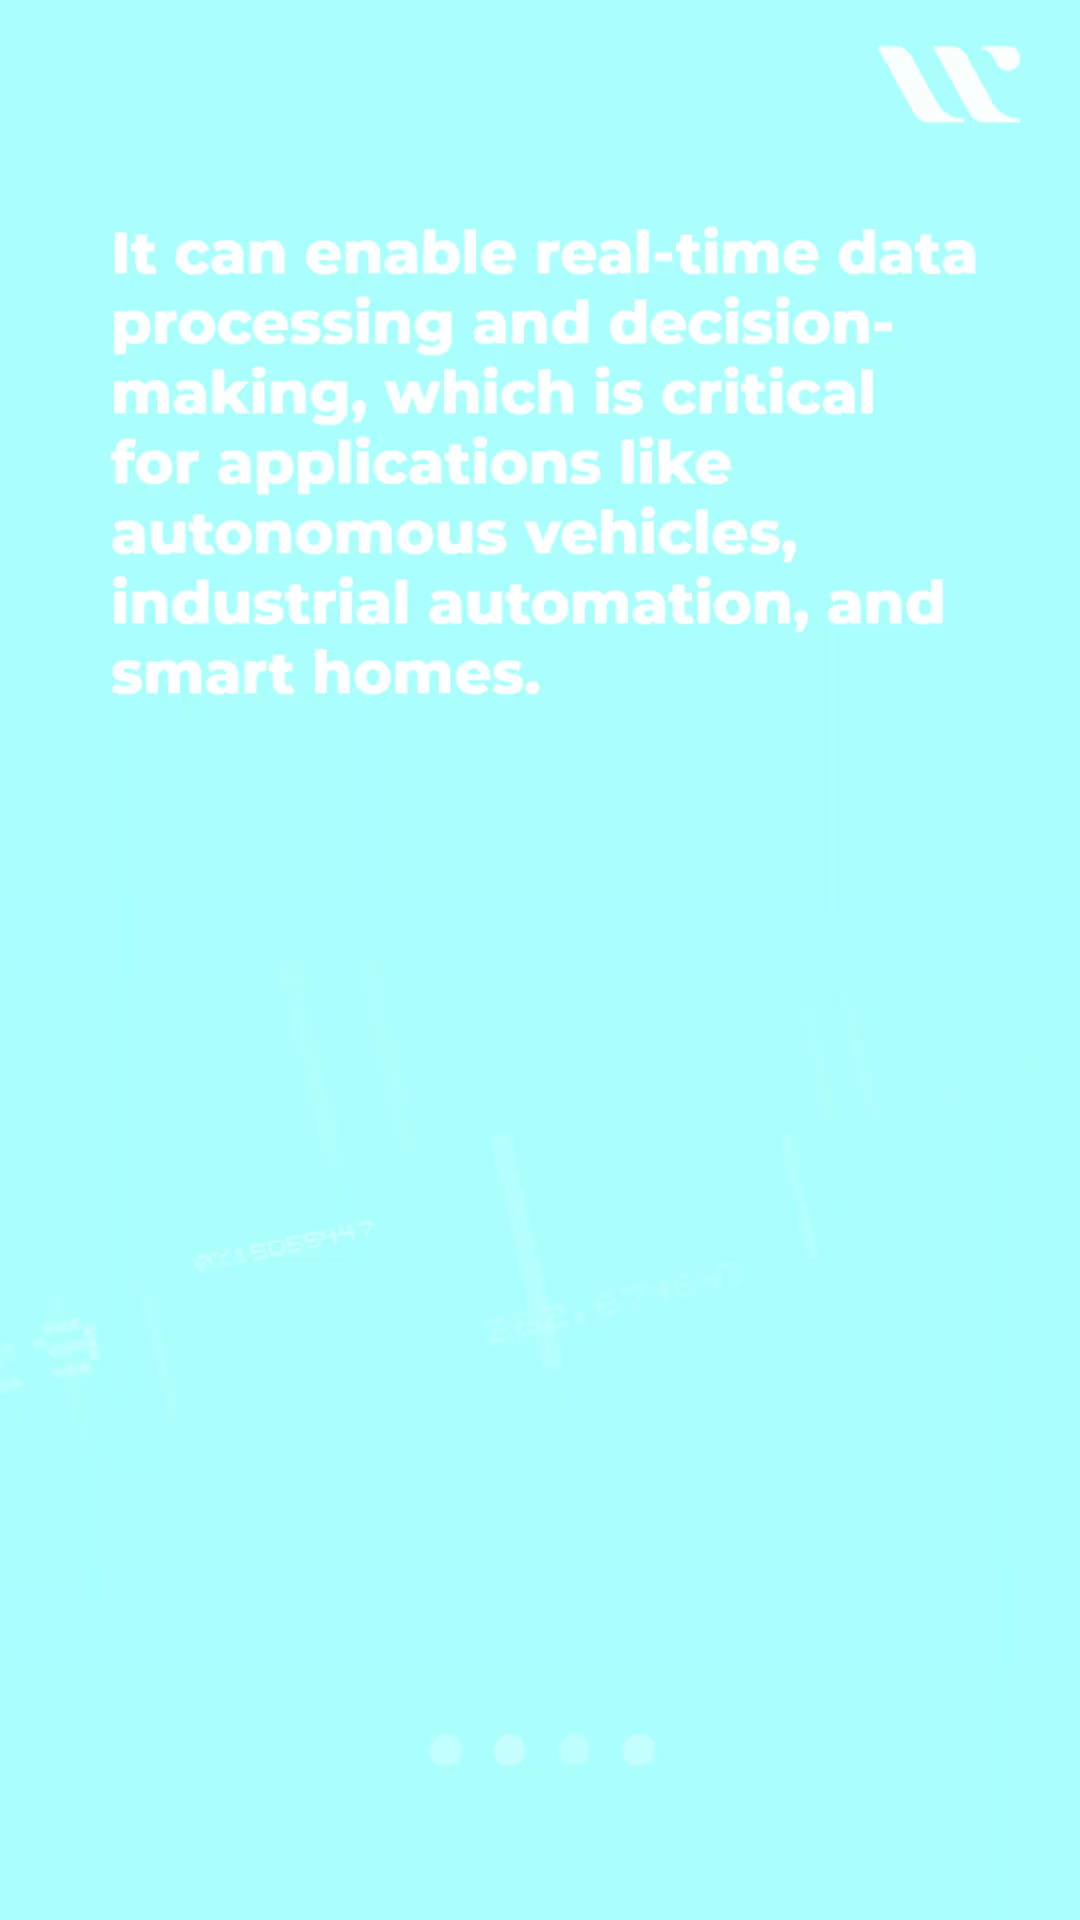 It can enable real-time data
processing and decision-
making, which is critical
for applications like
autonomous vehicles,
industrial automation, and
smart homes.